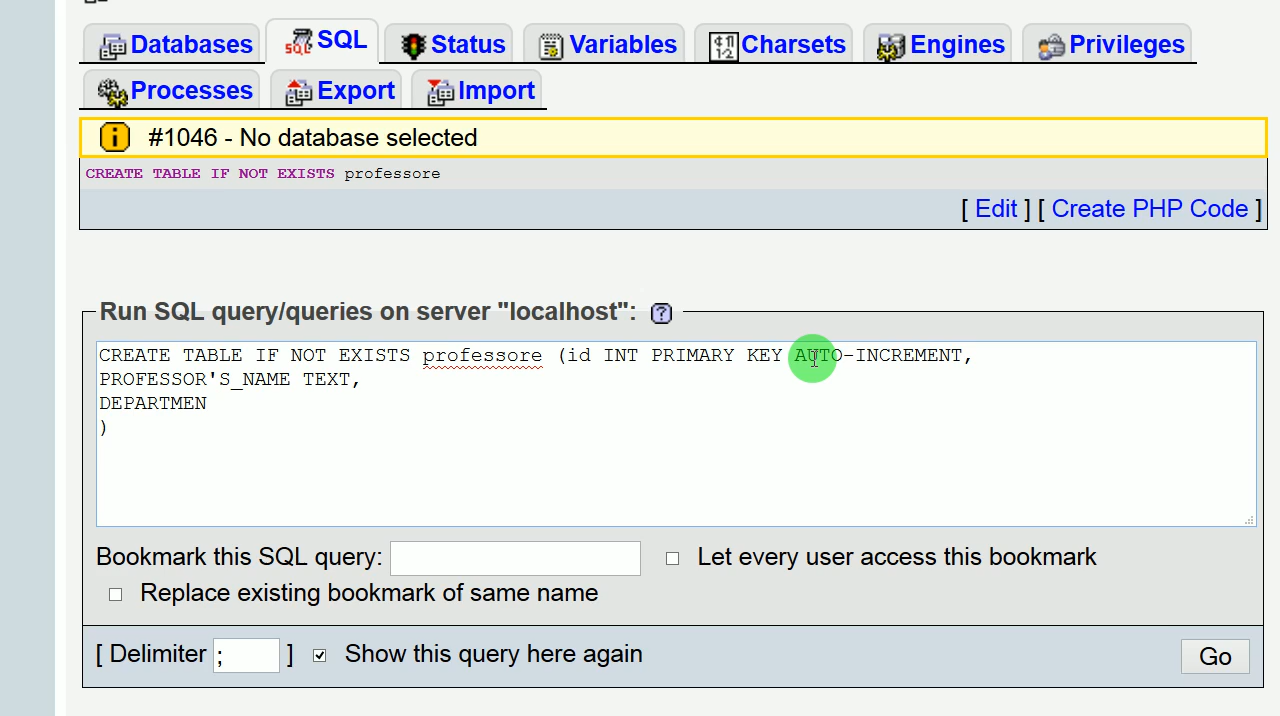 Databases SQL Status Variables Charsets Engines Privileges
Processes Export Import
#1046 - No database selected
CREATE TABLE IF NOT EXISTS professore
[ Edit ] [ Create PHP Code ]
Run SQL query/queries on server "localhost":
CREATE TABLE IF NOT EXISTS professore (id INT PRIMARY KEY AUTO-INCREMENT,
PROFESSOR'S_NAME TEXT,
DEPARTMEN
)
Bookmark this SQL query: Let every user access this bookmark
Replace existing bookmark of same name
[ Delimiter ; ] Show this query here again Go